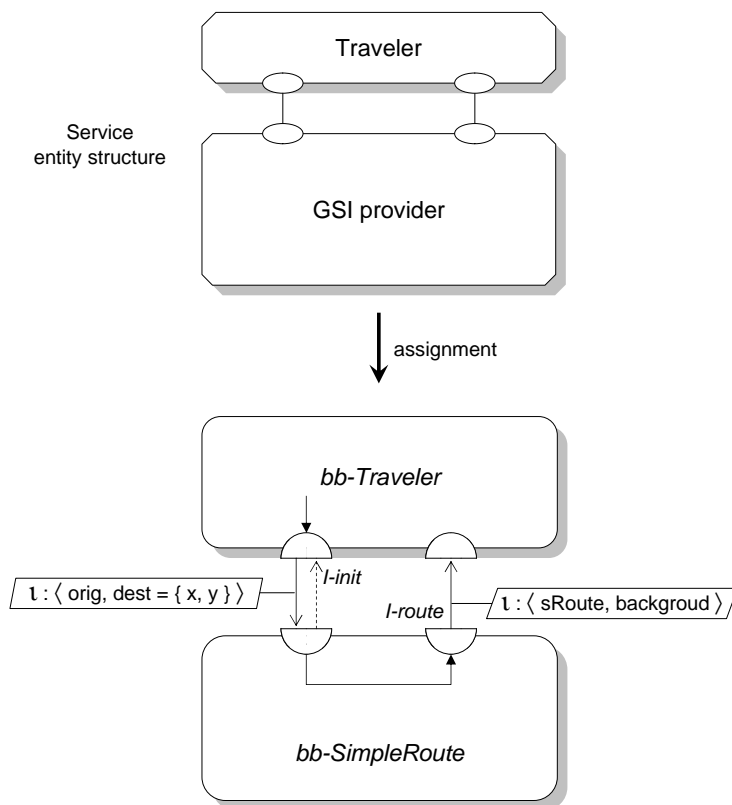 Traveler
Service
entity structure
GSI provider
assignment
bb-Traveler
I-init
ι : ⟨ orig, dest = { x, y } ⟩
I-route
ι : ⟨ sRoute, backgroud ⟩
bb-SimpleRoute